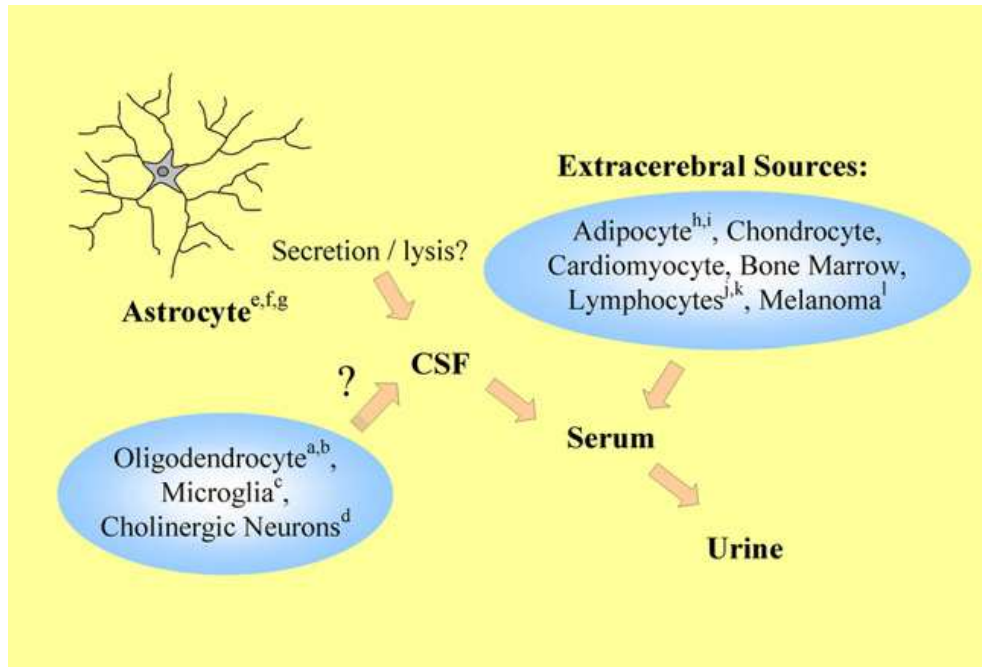 Extracerebral Sources:
Adipocyte^h,i, Chondrocyte,
Cardiomyocyte, Bone Marrow,
Lymphocytes^j,k, Melanoma^l
Secretion / lysis?
Astrocyte^e,f,g
CSF
?
Serum
Oligodendrocyte^a,b,
Microglia^c,
Cholinergic Neurons^d
Urine